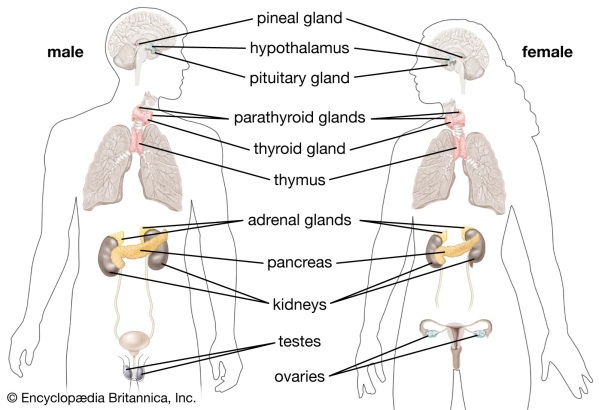 pineal gland
male
hypothalamus
female
pituitary gland
parathyroid glands
thyroid gland
thymus
adrenal glands
pancreas
kidneys
testes
ovaries
© Encyclopædia Britannica, Inc.